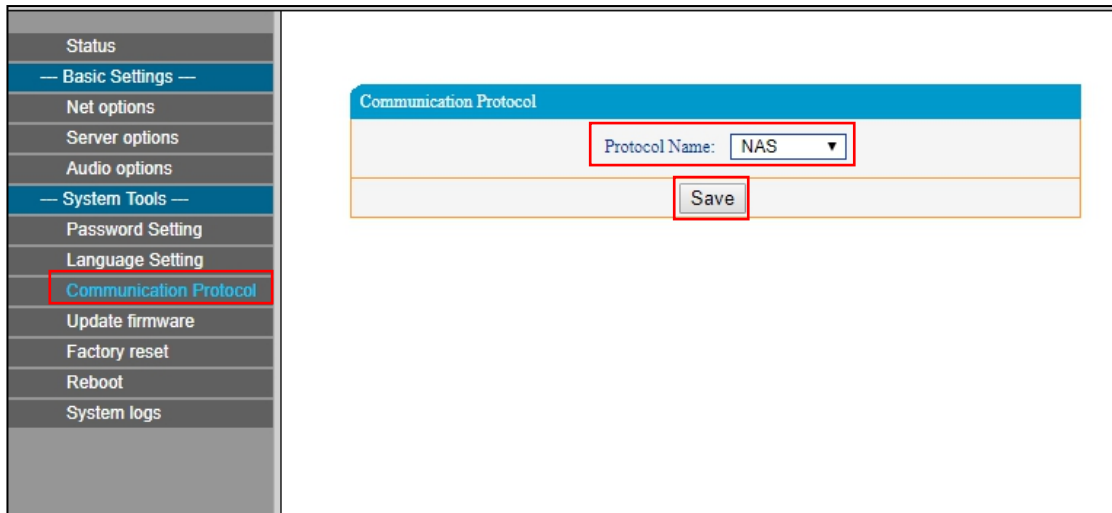 Status
--- Basic Settings ---
Net options
Server options
Audio options
--- System Tools ---
Password Setting
Language Setting
Communication Protocol
Update firmware
Factory reset
Reboot
System logs
Communication Protocol
Protocol Name: NAS
Save